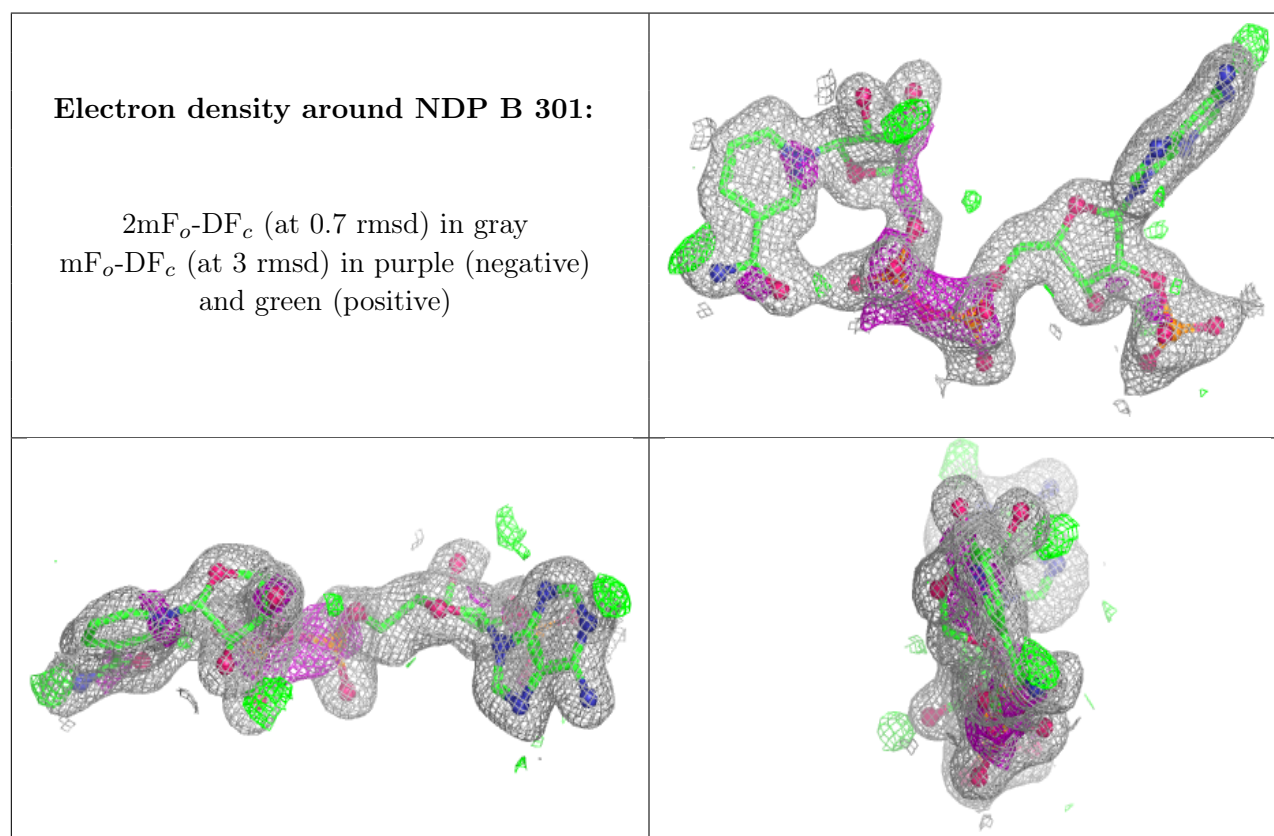 Electron density around NDP B 301:
2mFo-DFc (at 0.7 rmsd) in gray
mFo-DFc (at 3 rmsd) in purple (negative)
and green (positive)